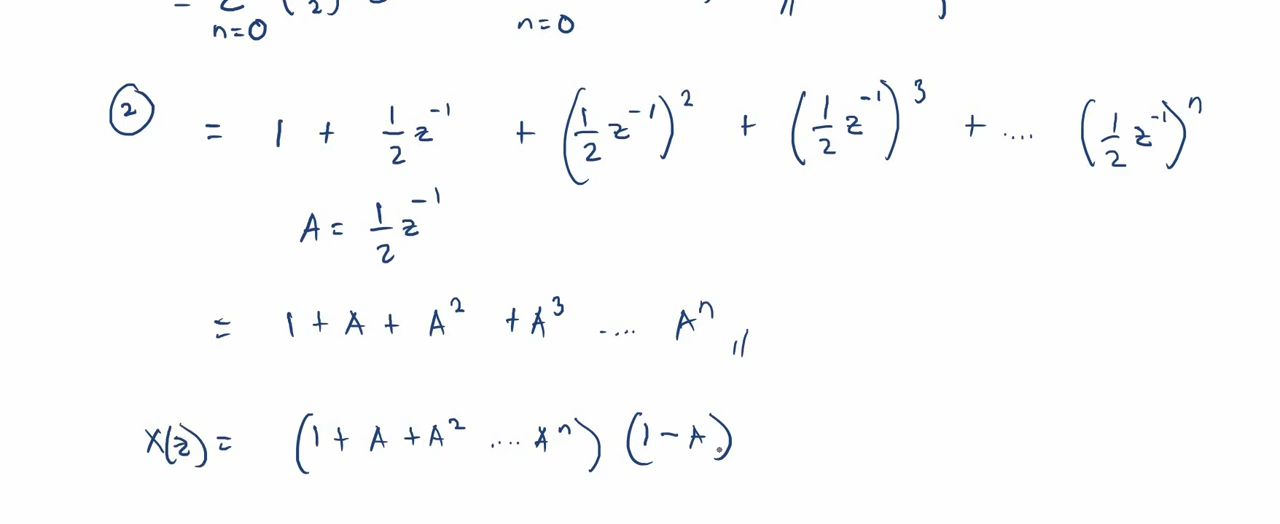 n=0 n=0
② = 1 + 1/2 z^-1 + (1/2 z^-1)^2 + (1/2 z^-1)^3 + .... (1/2 z^-1)^n
A = 1/2 z^-1
= 1 + A + A^2 + A^3 .... A^n //
X(z) = (1 + A + A^2 .... A^n) (1 - A)